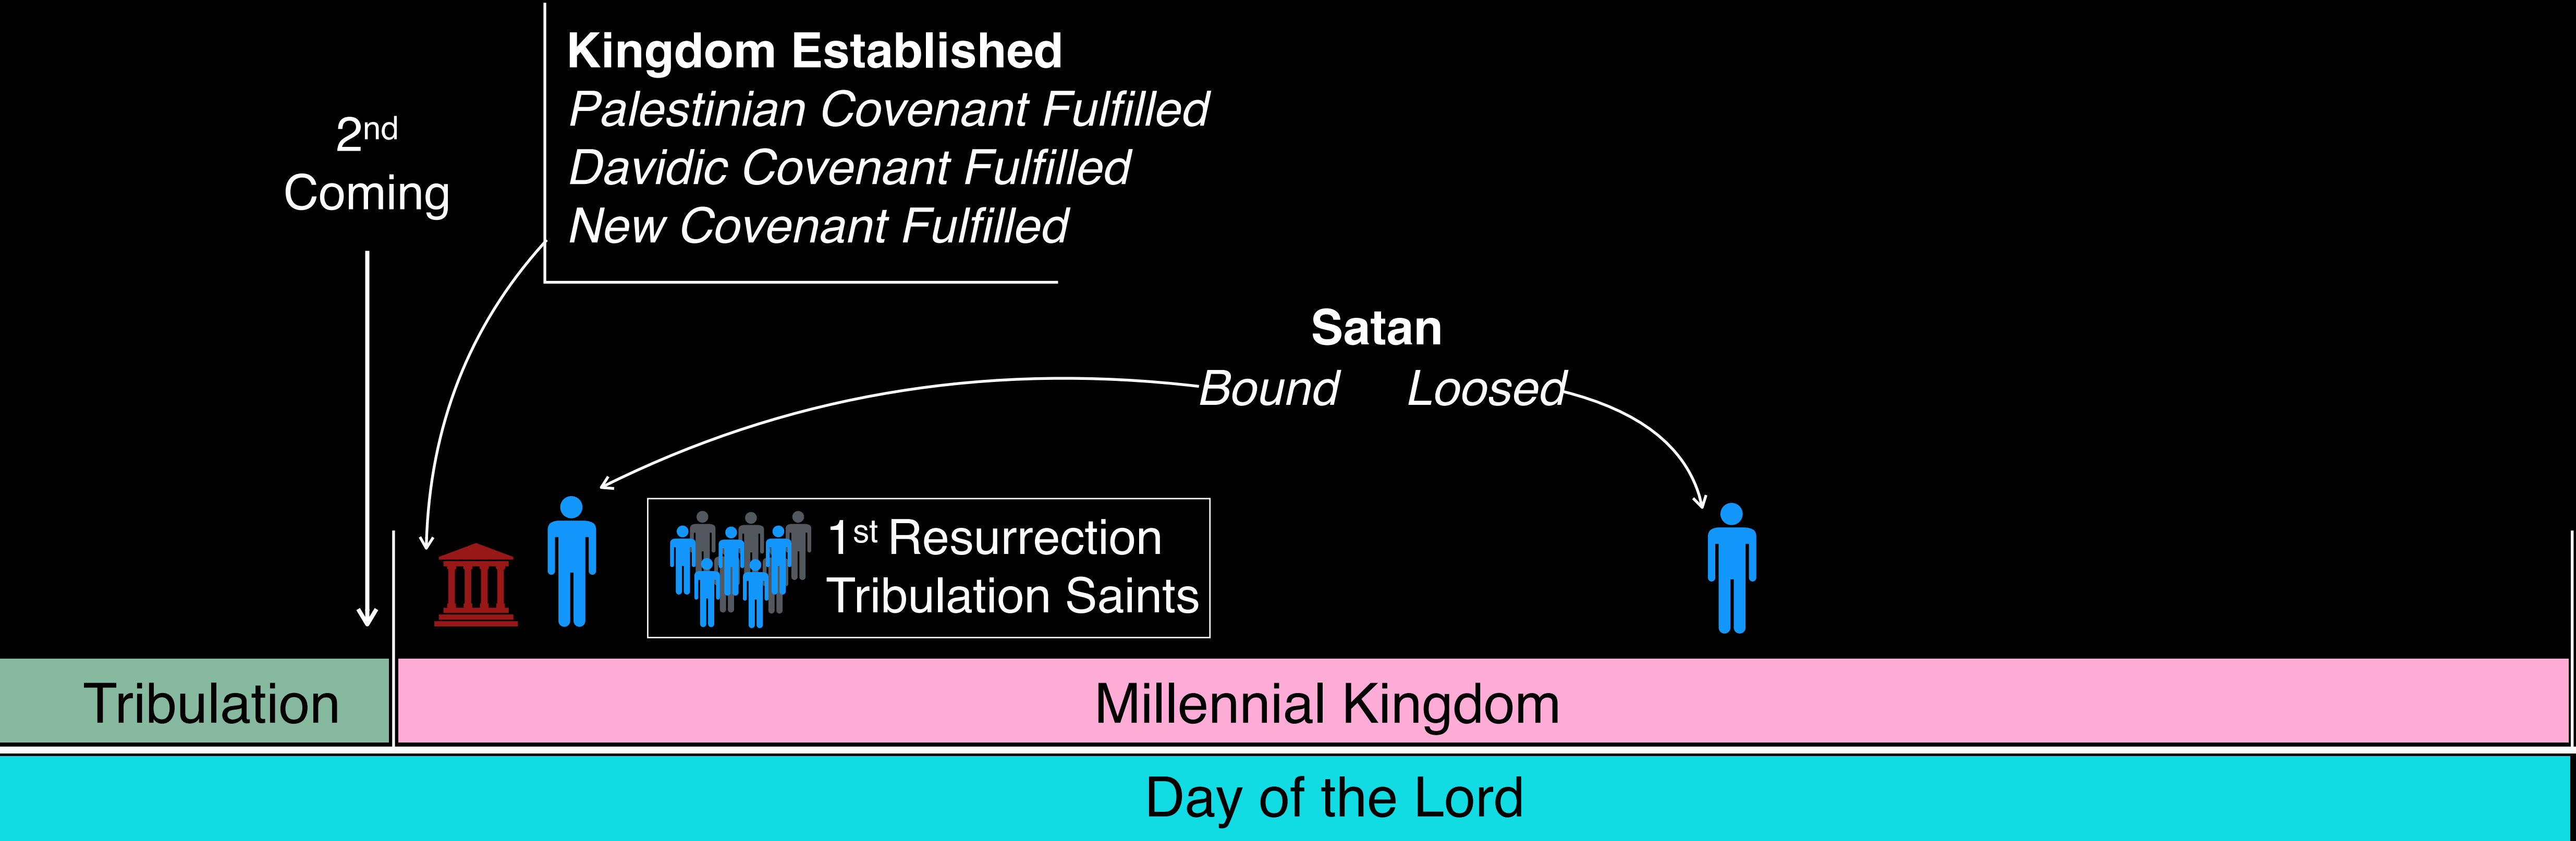 Kingdom Established
Palestinian Covenant Fulfilled
Davidic Covenant Fulfilled
New Covenant Fulfilled
2nd
Coming
Satan
Bound Loosed
1st Resurrection
Tribulation Saints
Tribulation
Millennial Kingdom
Day of the Lord